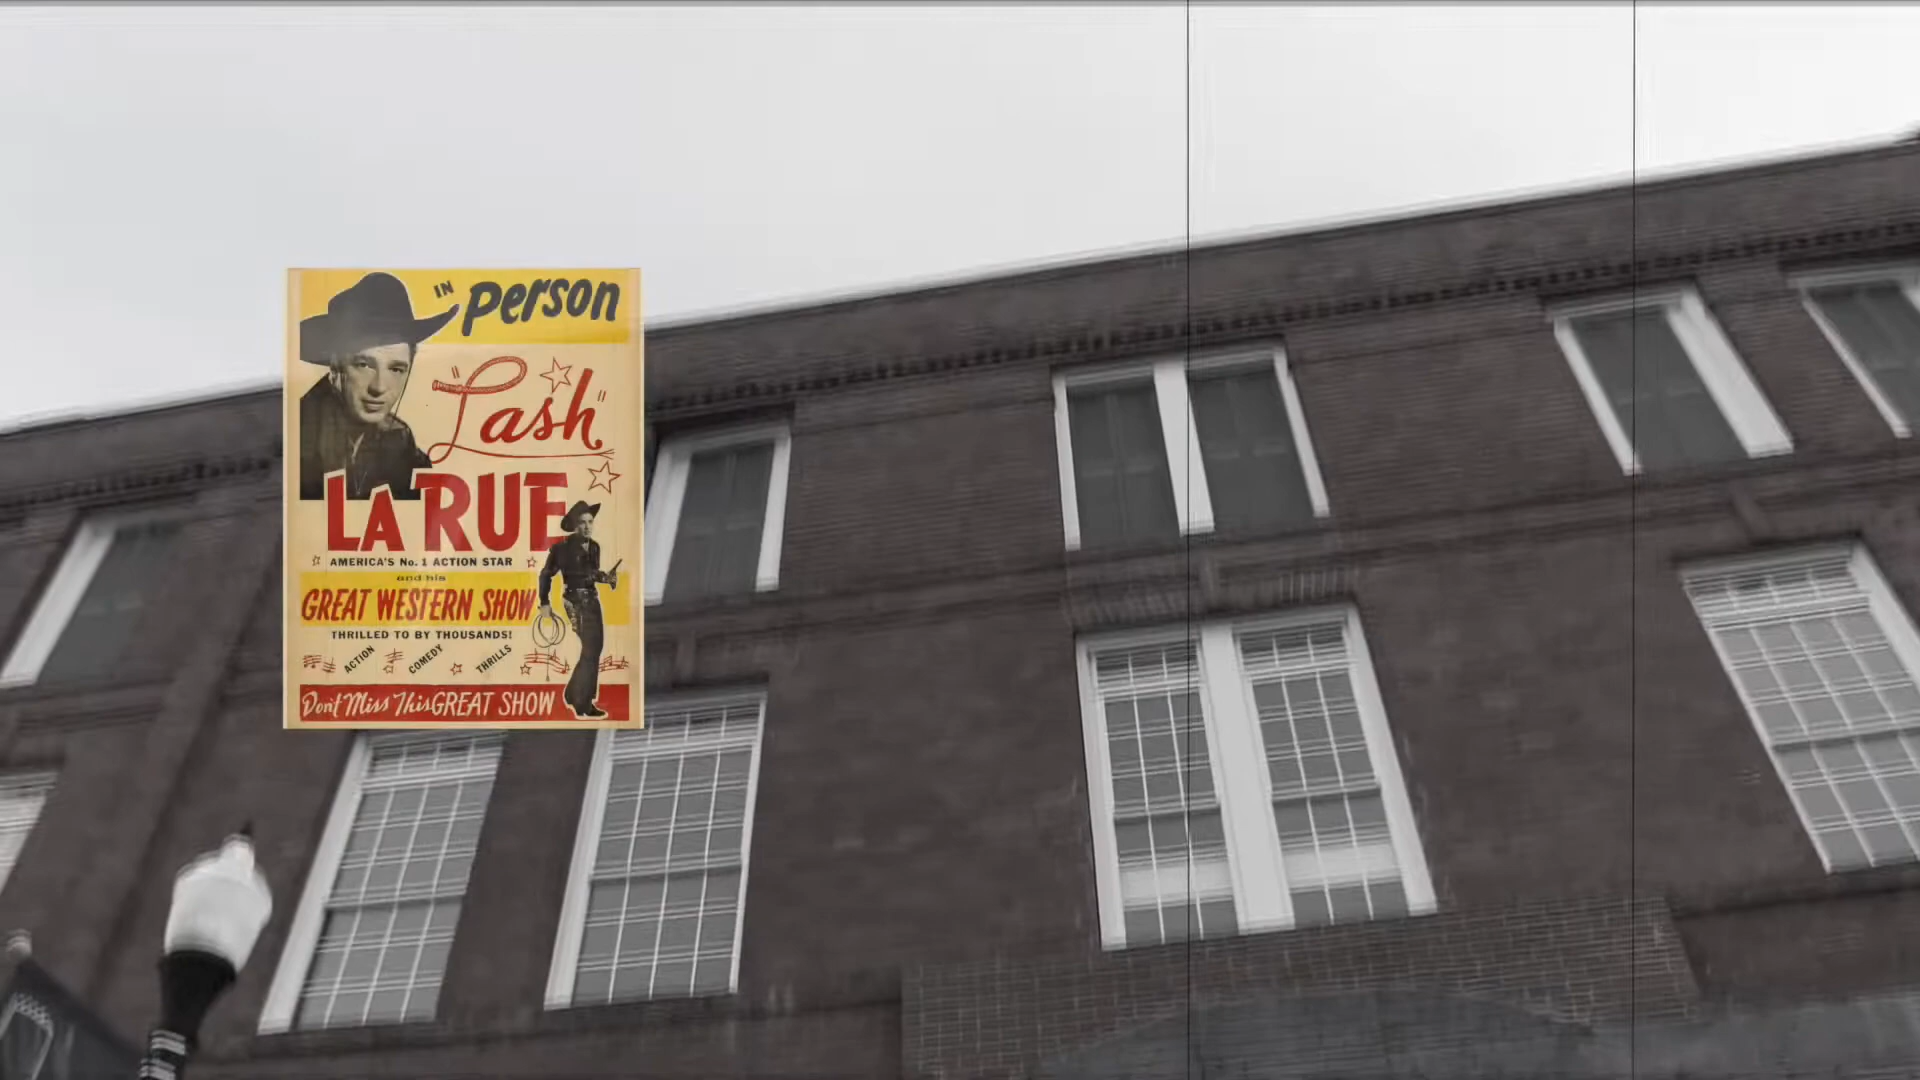 IN Person
"Lash"
LA RUE
AMERICA'S No. 1 ACTION STAR
and his
GREAT WESTERN SHOW
THRILLED TO BY THOUSANDS!
ACTION COMEDY THRILLS
Don't Miss This GREAT SHOW